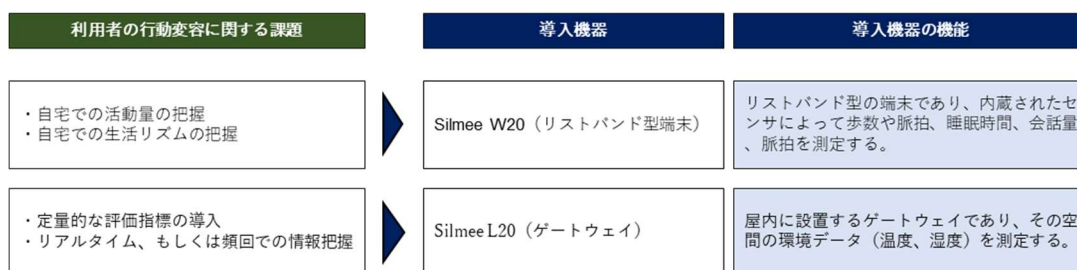 利用者の行動変容に関する課題
導入機器
導入機器の機能
・自宅での活動量の把握
・自宅での生活リズムの把握
Silmee W20（リストバンド型端末）
リストバンド型の端末であり、内蔵されたセ
ンサによって歩数や脈拍、睡眠時間、会話量
、脈拍を測定する。
・定量的な評価指標の導入
・リアルタイム、もしくは頻回での情報把握
Silmee L20（ゲートウェイ）
屋内に設置するゲートウェイであり、その空
間の環境データ（温度、湿度）を測定する。